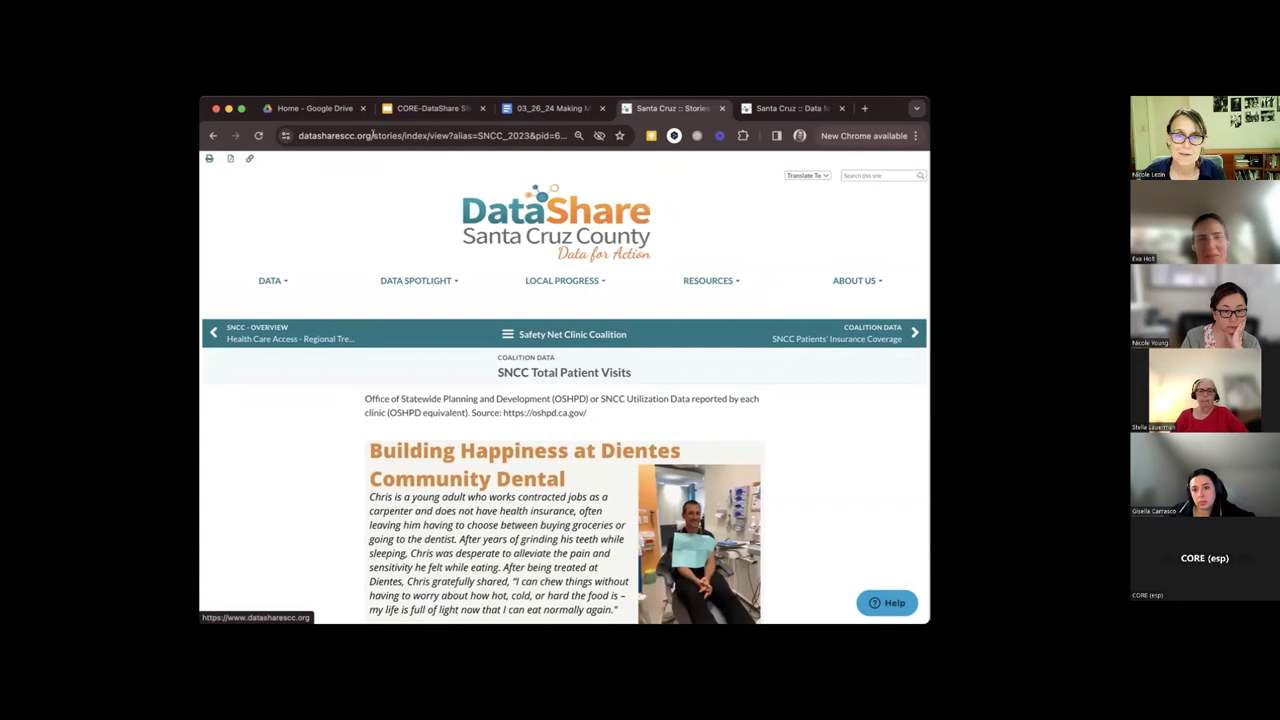 Home - Google Drive
CORE-DataShare Sl
03_26_24 Making M
Santa Cruz :: Stories
Santa Cruz :: Data fo
datasharescc.org/stories/index/view?alias=SNCC_2023&pid=6...
New Chrome available
Translate To
Search this site
DataShare
Santa Cruz County
Data for Action
DATA
DATA SPOTLIGHT
LOCAL PROGRESS
RESOURCES
ABOUT US
SNCC - OVERVIEW
Health Care Access - Regional Tre...
Safety Net Clinic Coalition
COALITION DATA
SNCC Patients' Insurance Coverage
COALITION DATA
SNCC Total Patient Visits
Office of Statewide Planning and Development (OSHPD) or SNCC Utilization Data reported by each
clinic (OSHPD equivalent). Source: https://oshpd.ca.gov/
Building Happiness at Dientes
Community Dental
Chris is a young adult who works contracted jobs as a
carpenter and does not have health insurance, often
leaving him having to choose between buying groceries or
going to the dentist. After years of grinding his teeth while
sleeping, Chris was desperate to alleviate the pain and
sensitivity he felt while eating. After being treated at
Dientes, Chris gratefully shared, "I can chew things without
having to worry about how hot, cold, or hard the food is –
my life is full of light now that I can eat normally again."
Help
https://www.datasharescc.org
Nicole Lezin
Eva Holt
Nicole Young
Stella Lauerman
Gisella Carrasco
CORE (esp)
CORE (esp)